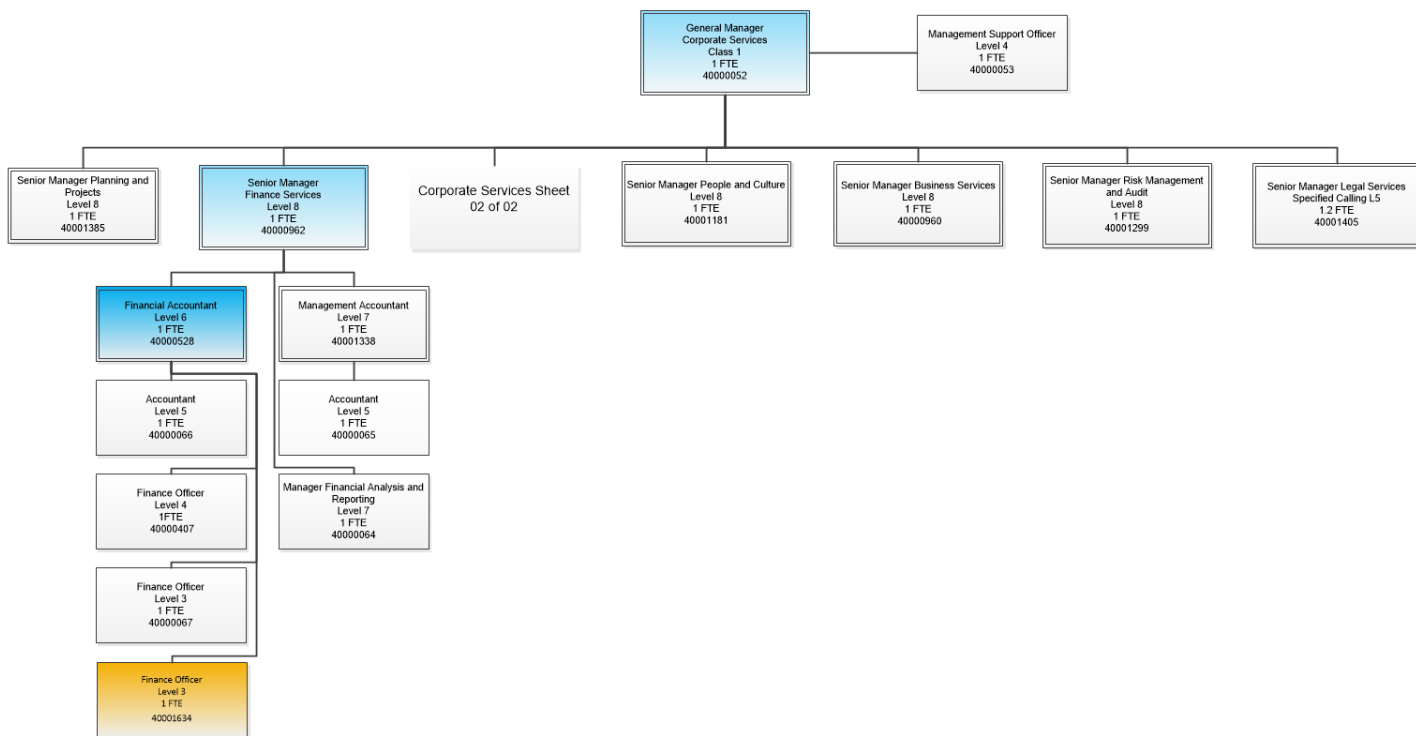 General Manager
Corporate Services
Class 1
1 FTE
40000052
Management Support Officer
Level 4
1 FTE
40000053
Senior Manager Planning and
Projects
Level 8
1 FTE
40001385
Senior Manager
Finance Services
Level 8
1 FTE
40000962
Corporate Services Sheet
02 of 02
Senior Manager People and Culture
Level 8
1 FTE
40001181
Senior Manager Business Services
Level 8
1 FTE
40000960
Senior Manager Risk Management
and Audit
Level 8
1 FTE
40001299
Senior Manager Legal Services
Specified Calling L5
1.2 FTE
40001405
Financial Accountant
Level 6
1 FTE
40000528
Management Accountant
Level 7
1 FTE
40001338
Accountant
Level 5
1 FTE
40000066
Accountant
Level 5
1 FTE
40000065
Finance Officer
Level 4
1FTE
40000407
Manager Financial Analysis and
Reporting
Level 7
1 FTE
40000064
Finance Officer
Level 3
1 FTE
40000067
Finance Officer
Level 3
1 FTE
40001634